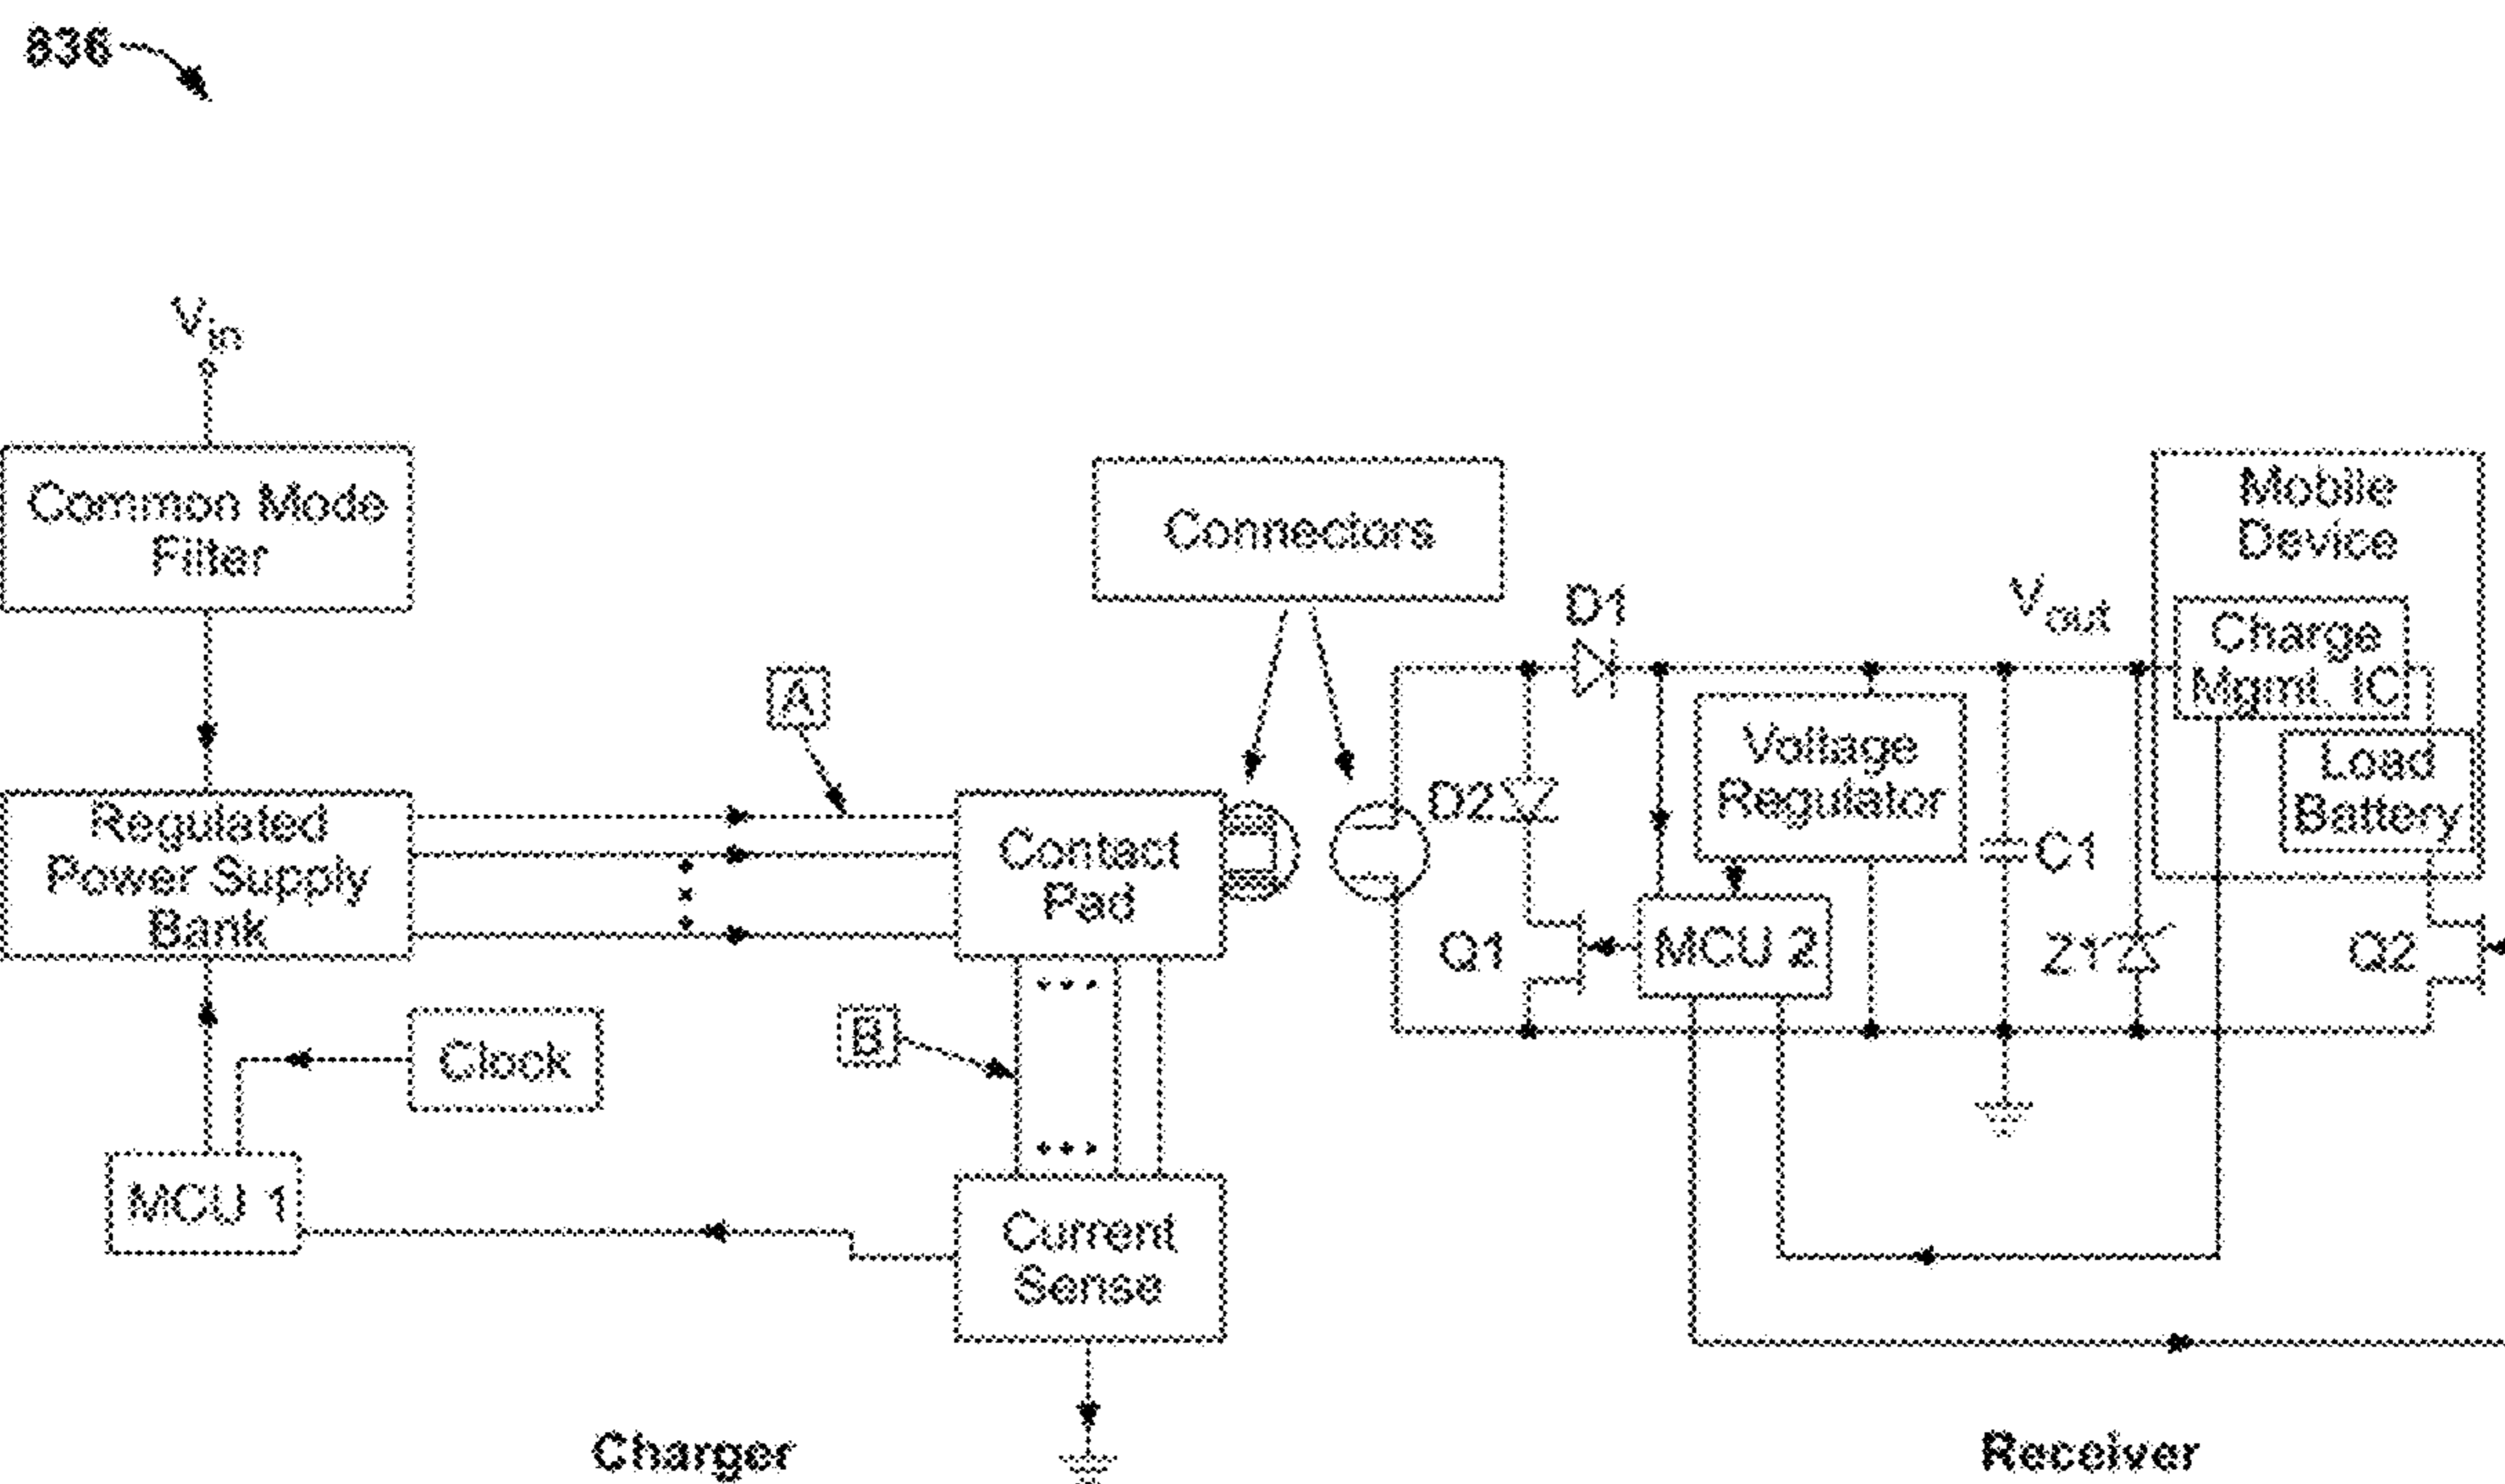 836
Vin
Common Mode
Filter
Connectors
Mobile
Device
D1
Vout
Charge
Mgmt. IC
A
Voltage
Regulator
Load
Battery
Regulated
Power Supply
Bank
Contact
Pad
D2
C1
Q1
MCU 2
Z1
Q2
B
Clock
MCU 1
Current
Sense
Charger
Receiver